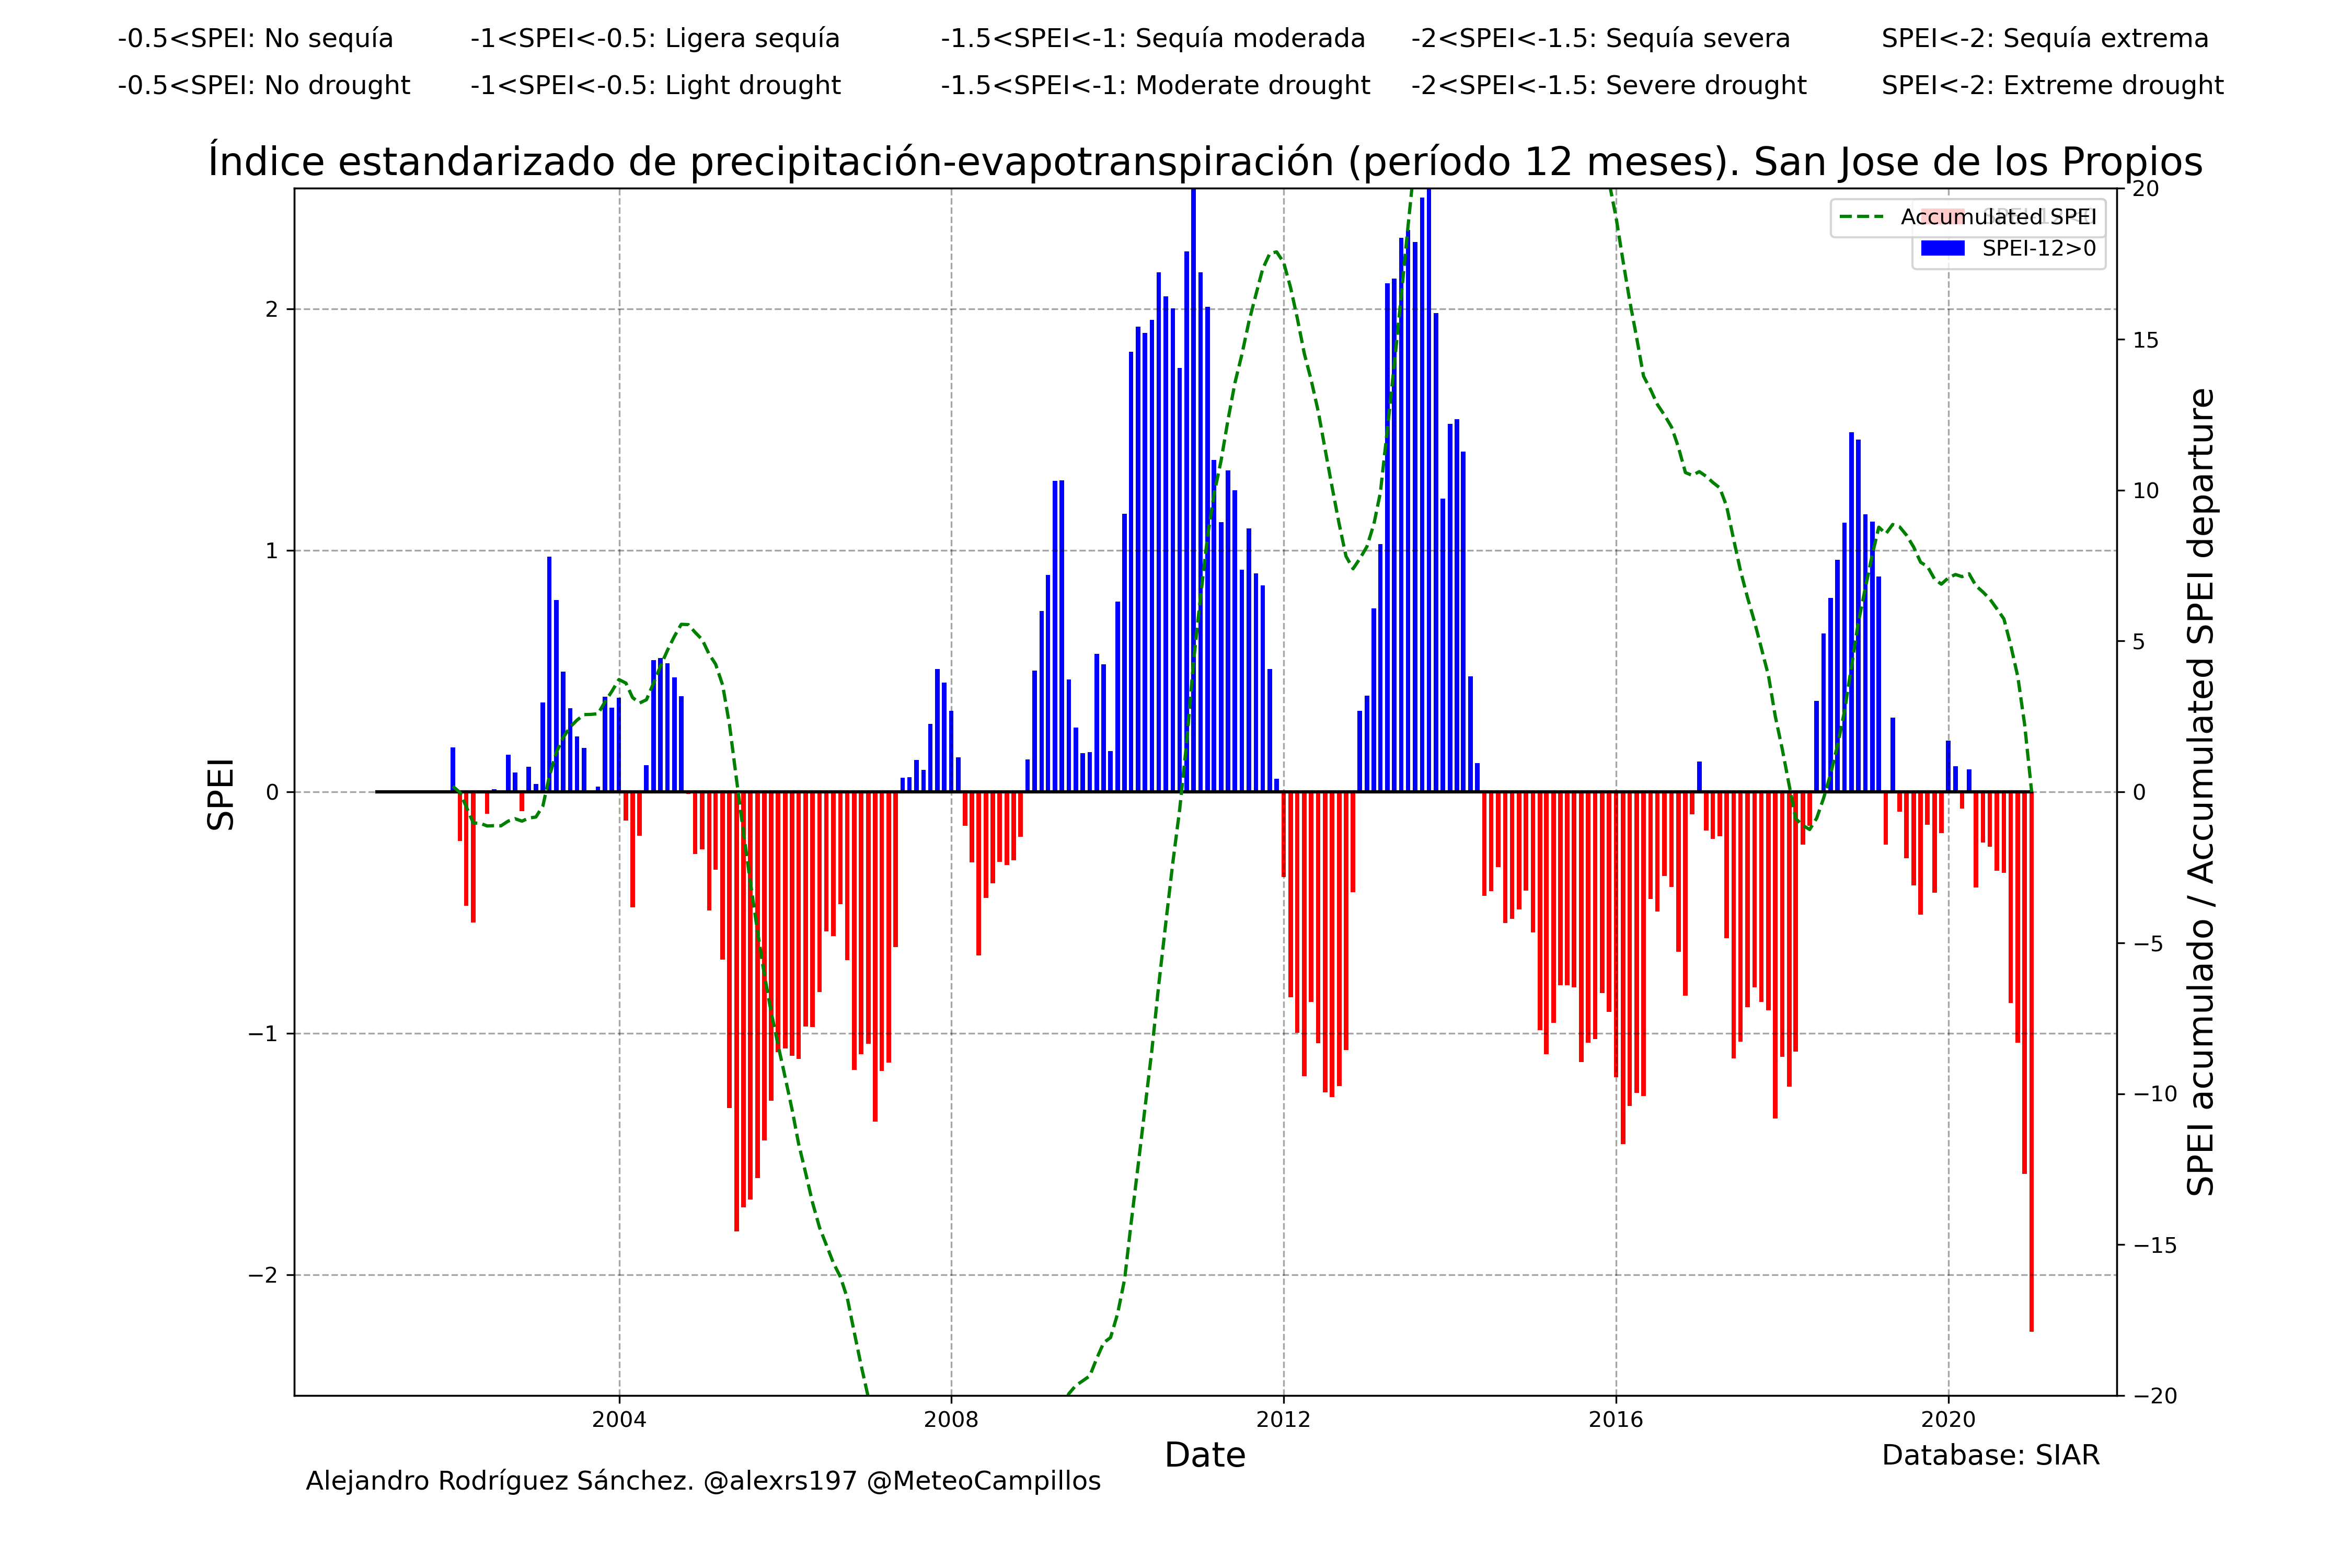 -0.5<SPEI: No sequía -1<SPEI<-0.5: Ligera sequía -1.5<SPEI<-1: Sequía moderada -2<SPEI<-1.5: Sequía severa SPEI<-2: Sequía extrema
-0.5<SPEI: No drought -1<SPEI<-0.5: Light drought -1.5<SPEI<-1: Moderate drought -2<SPEI<-1.5: Severe drought SPEI<-2: Extreme drought
Índice estandarizado de precipitación-evapotranspiración (período 12 meses). San Jose de los Propios
Accumulated SPEI
SPEI-12>0
SPEI
2
1
0
−1
−2
20
15
10
5
0
−5
−10
−15
−20
SPEI acumulado / Accumulated SPEI departure
2004 2008 2012 2016 2020
Date
Database: SIAR
Alejandro Rodríguez Sánchez. @alexrs197 @MeteoCampillos